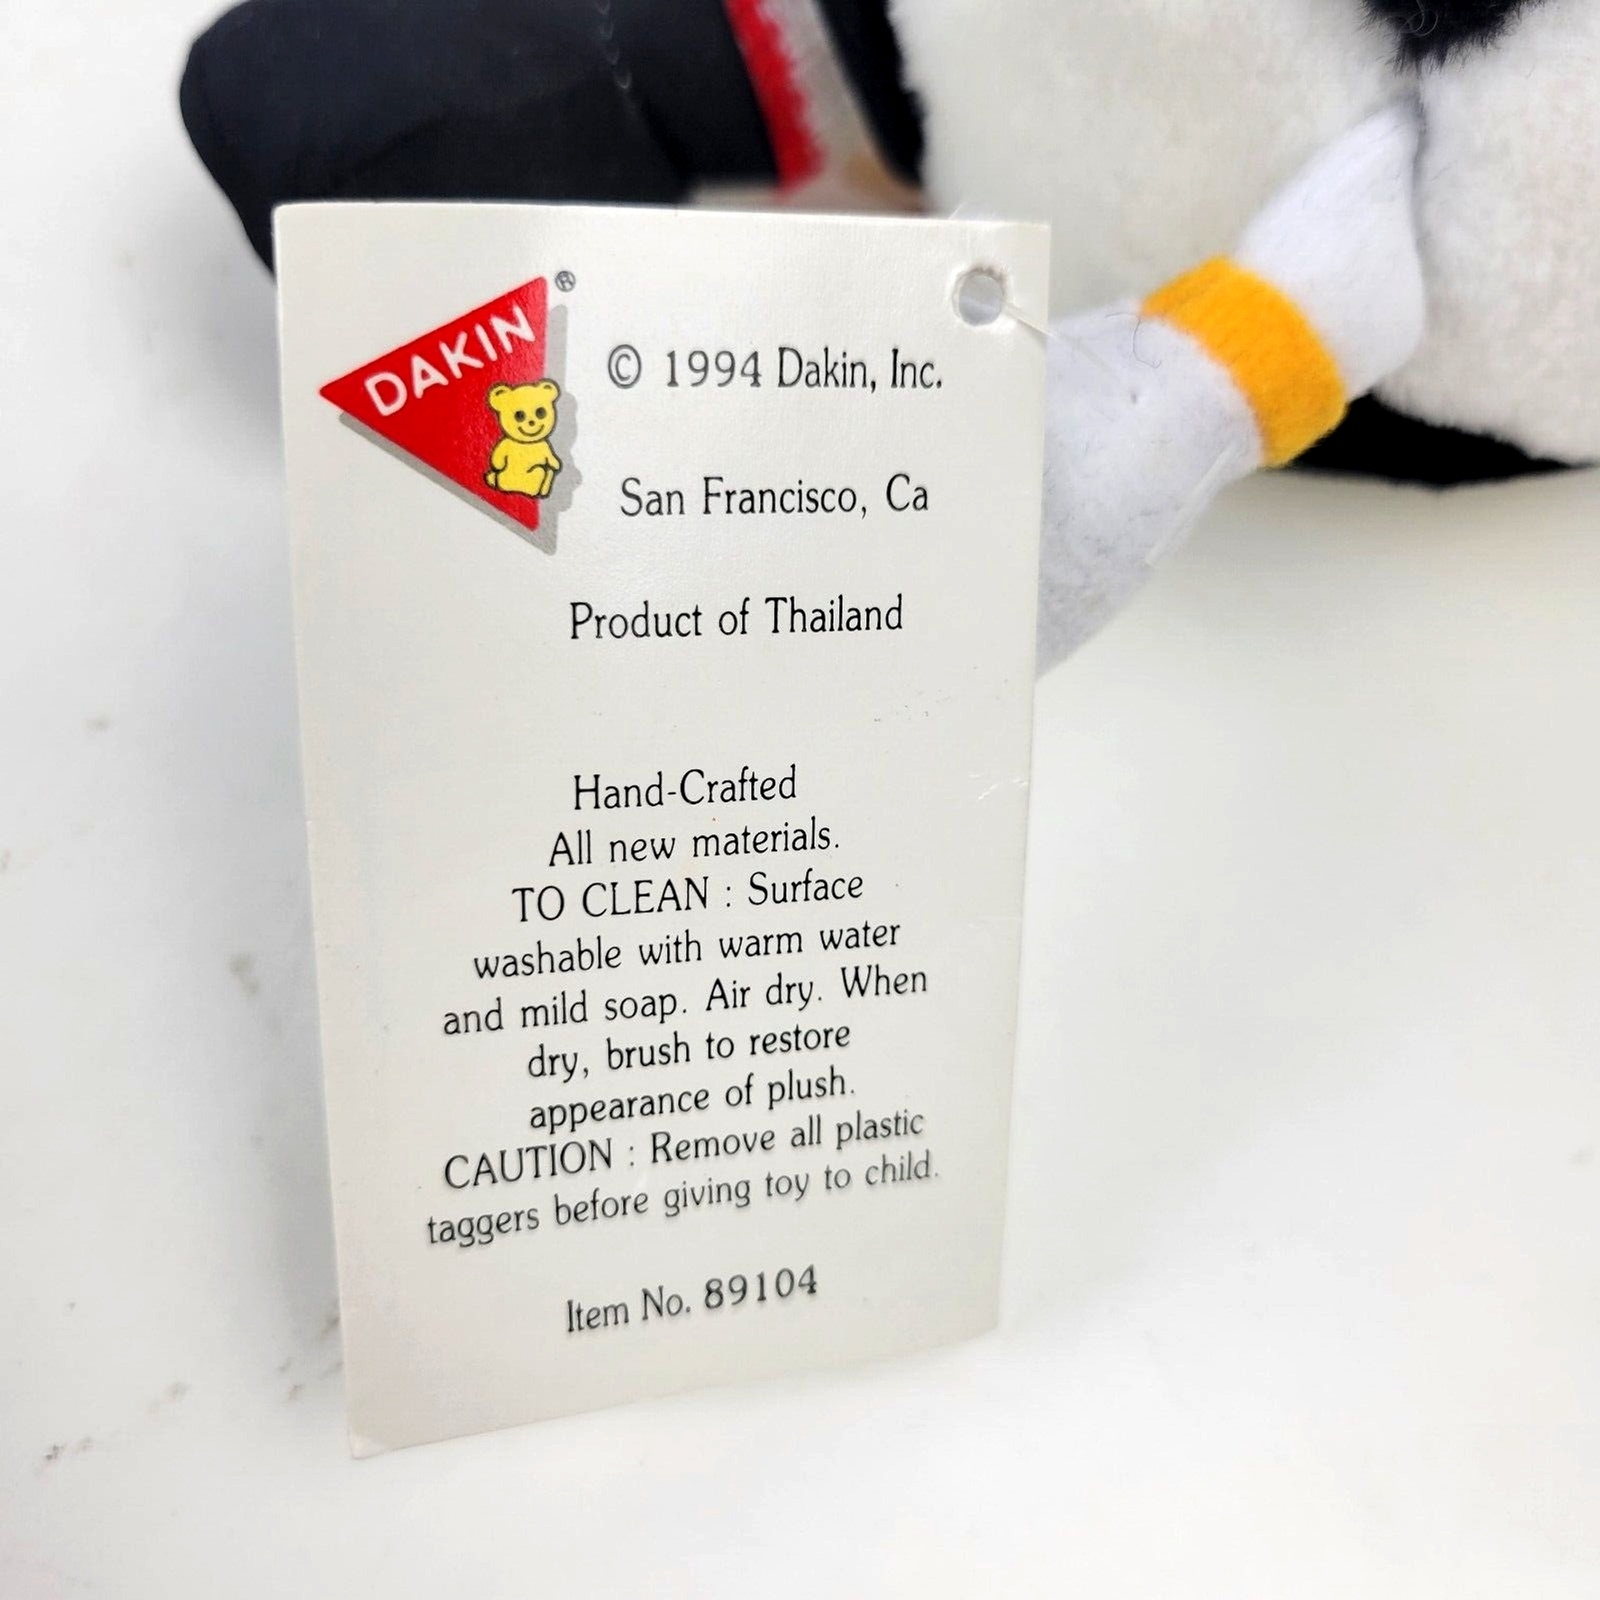 DAKIN®
© 1994 Dakin, Inc.
San Francisco, Ca
Product of Thailand
Hand-Crafted
All new materials.
TO CLEAN : Surface
washable with warm water
and mild soap. Air dry. When
dry, brush to restore
appearance of plush.
CAUTION : Remove all plastic
taggers before giving toy to child.
Item No. 89104